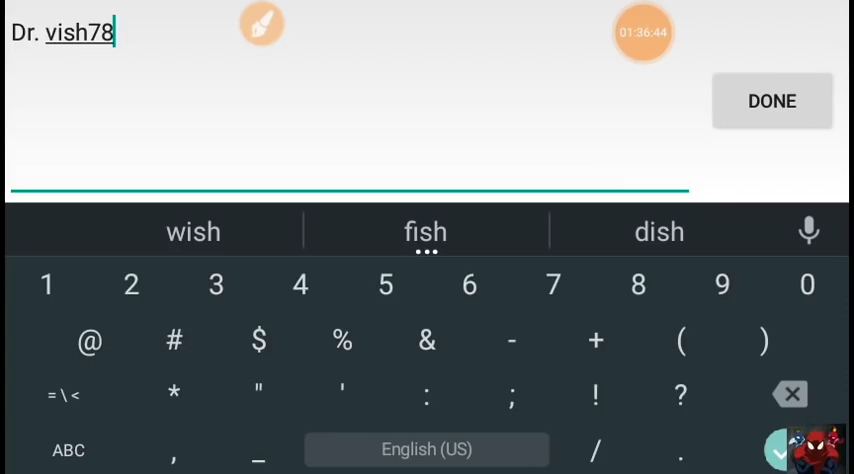 Dr. vish78
01:36:44
DONE
wish fish dish
1 2 3 4 5 6 7 8 9 0
@ # $ % & - + ( )
= \ < * " ' : ; ! ?
ABC , _ English (US) / .